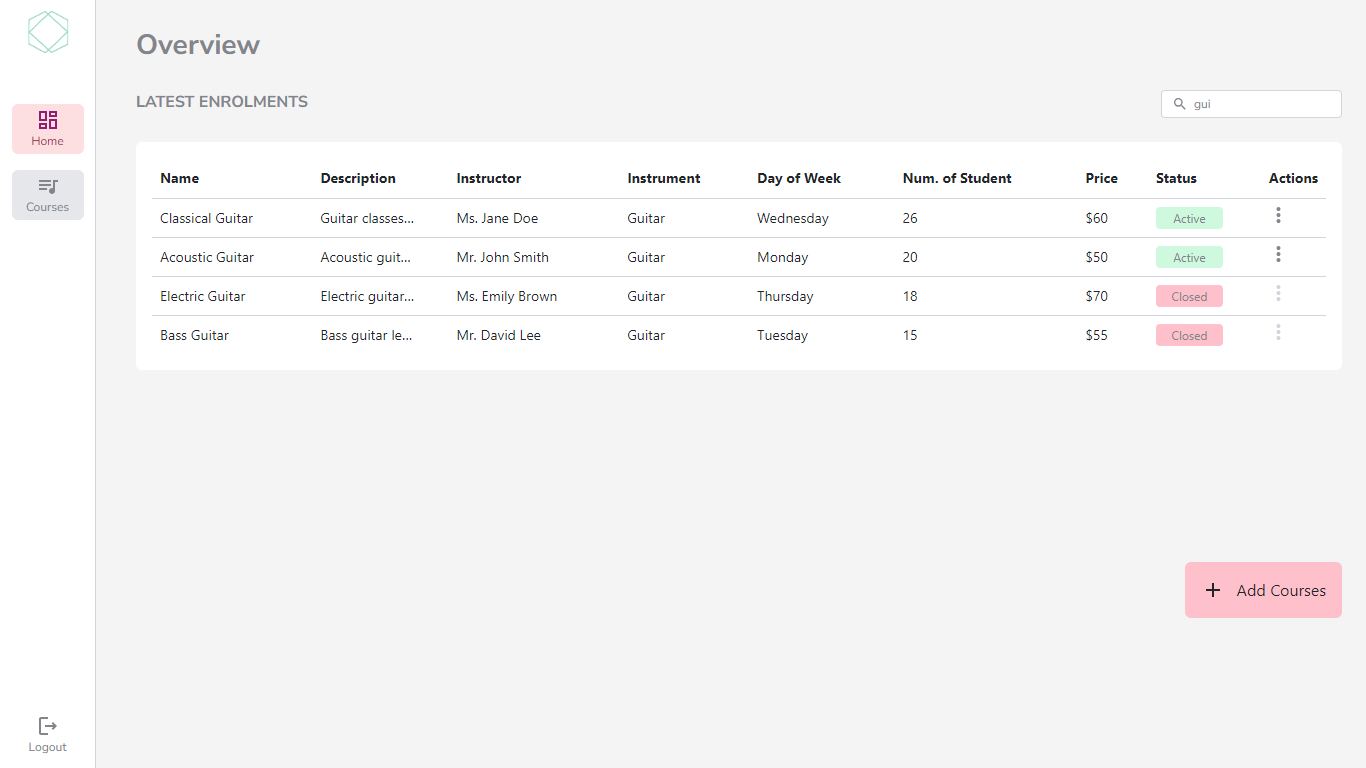 Overview
LATEST ENROLMENTS
gui
Home
Courses
Name Description Instructor Instrument Day of Week Num. of Student Price Status Actions
Classical Guitar Guitar classes... Ms. Jane Doe Guitar Wednesday 26 $60 Active
Acoustic Guitar Acoustic guit... Mr. John Smith Guitar Monday 20 $50 Active
Electric Guitar Electric guitar... Ms. Emily Brown Guitar Thursday 18 $70 Closed
Bass Guitar Bass guitar le... Mr. David Lee Guitar Tuesday 15 $55 Closed
Add Courses
Logout